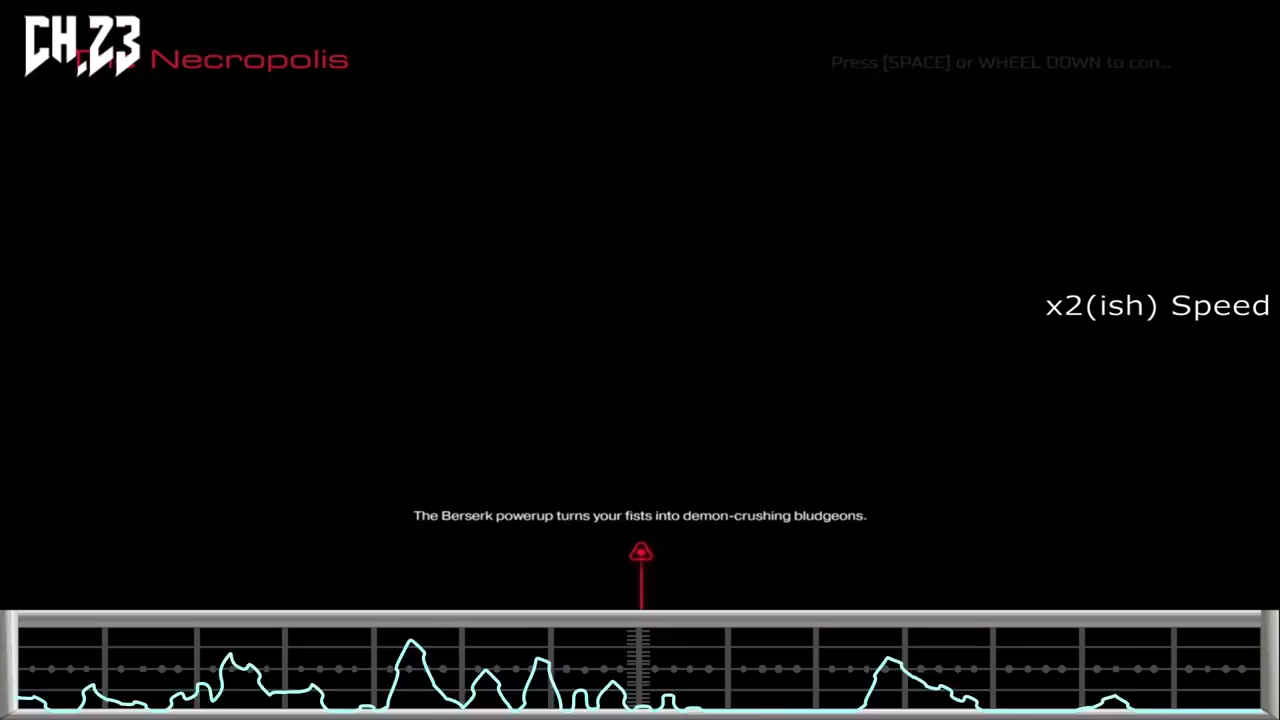 CH.23
Necropolis
Press [SPACE] or WHEEL DOWN to con...
x2(ish) Speed
The Berserk powerup turns your fists into demon-crushing bludgeons.